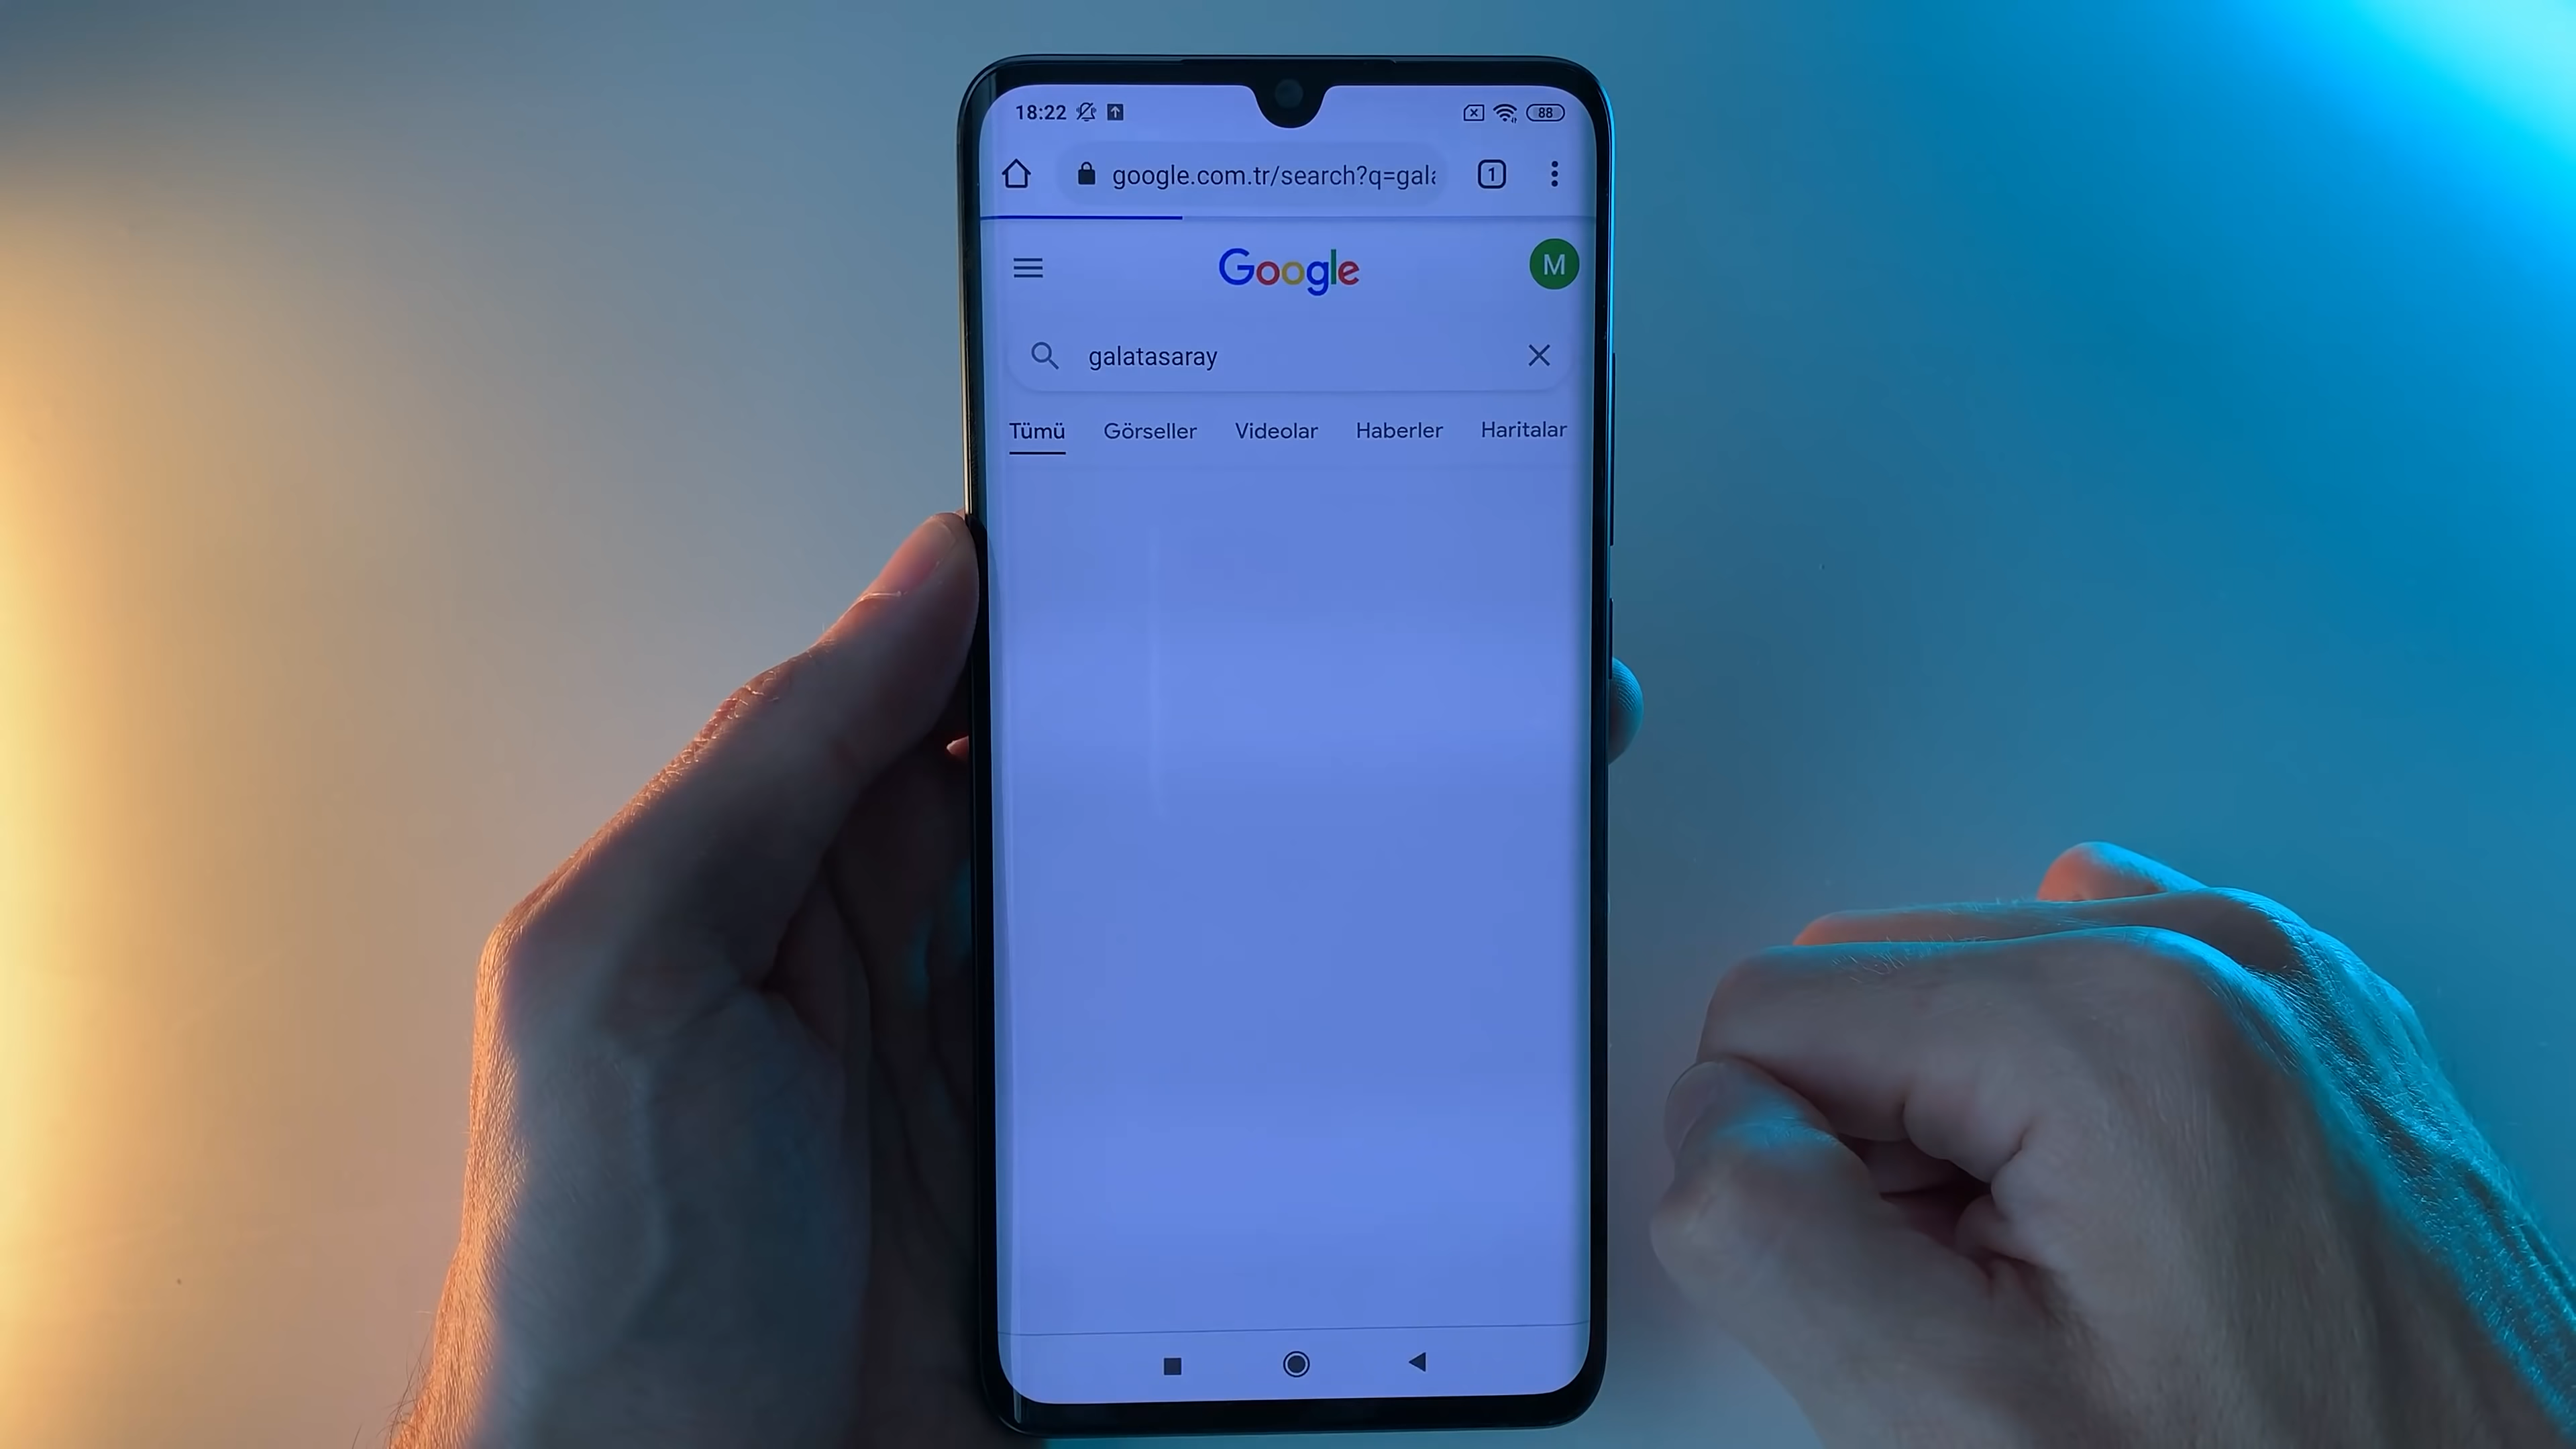 18:22 88
google.com.tr/search?q=gala
1
Google
M
galatasaray
Tümü Görseller Videolar Haberler Haritalar